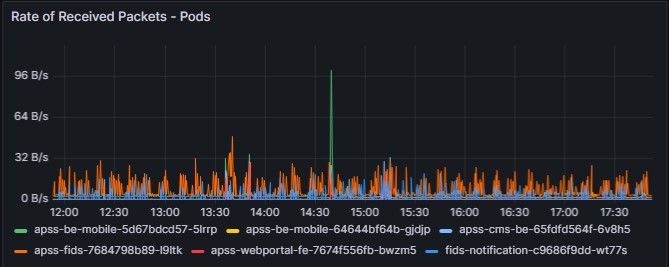 Rate of Received Packets - Pods
96 B/s
64 B/s
32 B/s
0 B/s
12:00 12:30 13:00 13:30 14:00 14:30 15:00 15:30 16:00 16:30 17:00 17:30
apss-be-mobile-5d67bdcd57-5lrrp apss-be-mobile-64644bf64b-gjdjp apss-cms-be-65fdfd564f-6v8h5
apss-fids-7684798b89-l9ltk apss-webportal-fe-7674f556fb-bwzm5 fids-notification-c9686f9dd-wt77s